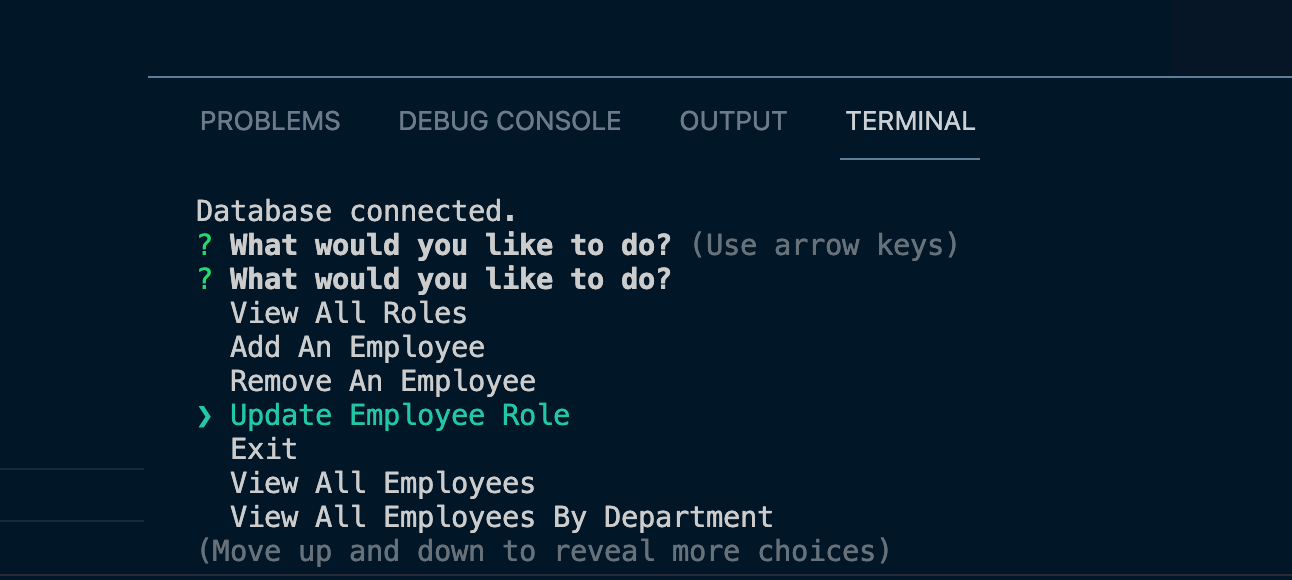 PROBLEMS DEBUG CONSOLE OUTPUT TERMINAL
Database connected.
? What would you like to do? (Use arrow keys)
? What would you like to do?
View All Roles
Add An Employee
Remove An Employee
❯ Update Employee Role
Exit
View All Employees
View All Employees By Department
(Move up and down to reveal more choices)